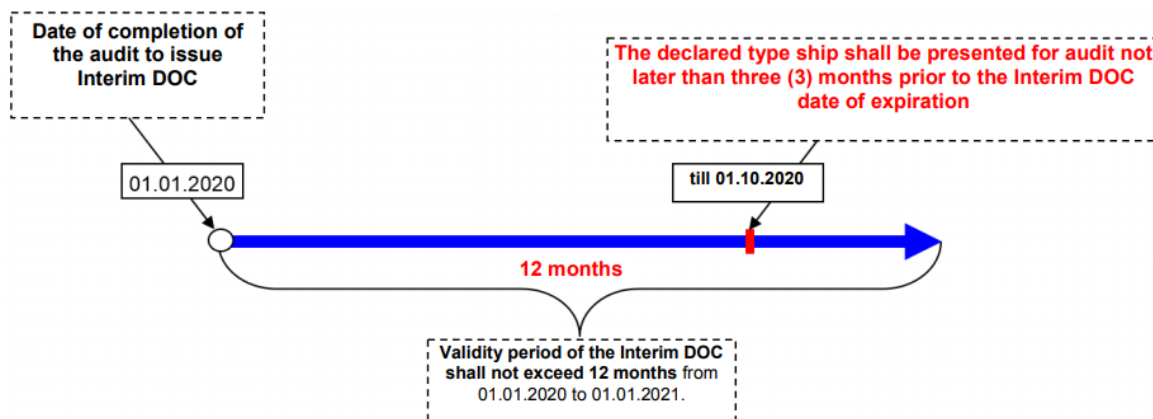 Date of completion of
the audit to issue
Interim DOC
The declared type ship shall be presented for audit not
later than three (3) months prior to the Interim DOC
date of expiration
01.01.2020
till 01.10.2020
12 months
Validity period of the Interim DOC
shall not exceed 12 months from
01.01.2020 to 01.01.2021.